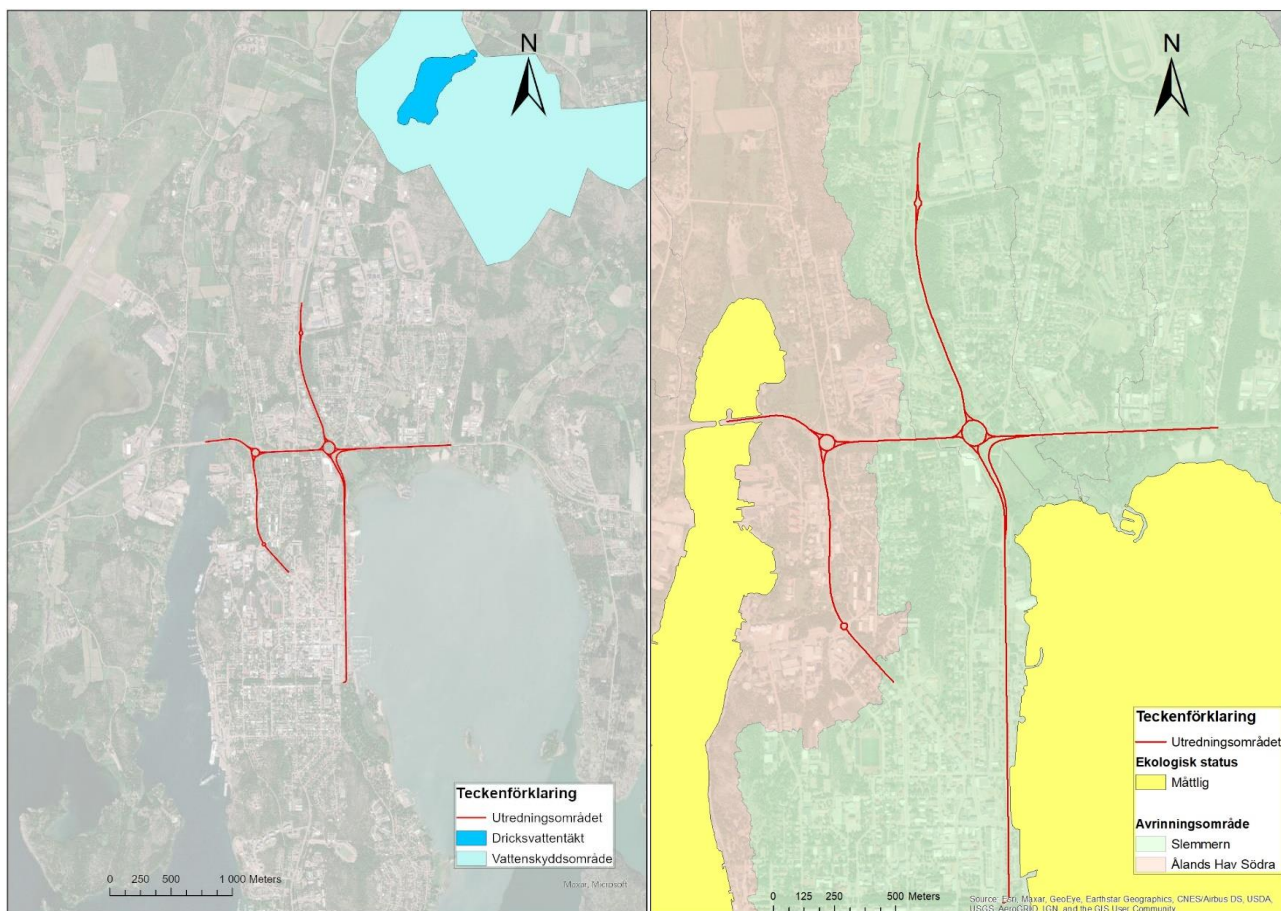 N
Teckenförklaring
Utredningsområdet
Dricksvattentäkt
Vattenskyddsområde
0 250 500 1 000 Meters
Maxar, Microsoft
N
Teckenförklaring
Utredningsområdet
Ekologisk status
Måttlig
Avrinningsområde
Slemmern
Ålands Hav Södra
0 125 250 500 Meters
Source: Esri, Maxar, GeoEye, Earthstar Geographics, CNES/Airbus DS, USDA,
USGS, AeroGRID, IGN, and the GIS User Community